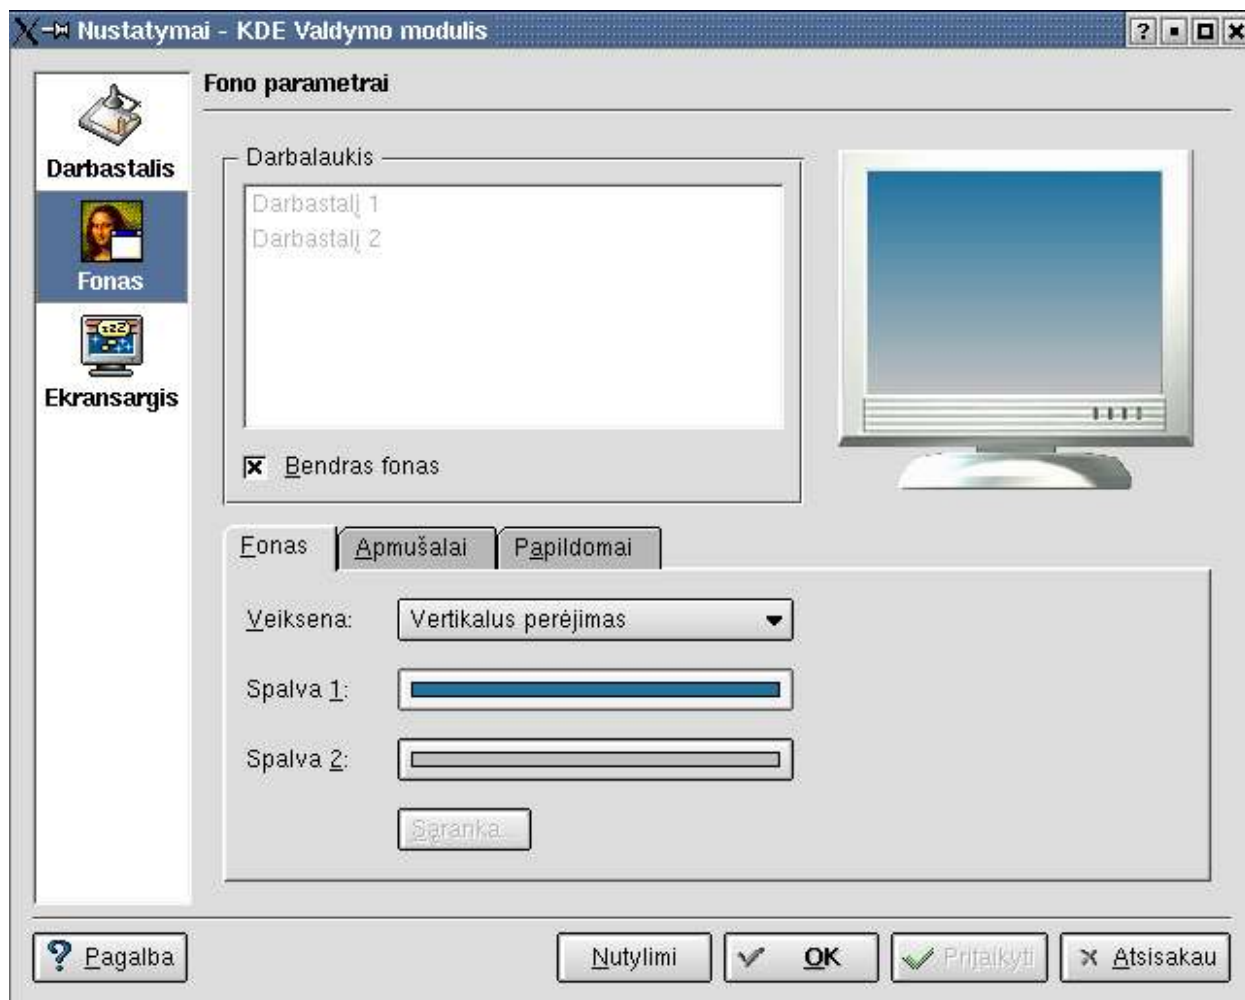 Nustatymai - KDE Valdymo modulis
Darbastalis
Fonas
Ekransargis
Fono parametrai
Darbalaukis
Darbastalį 1
Darbastalį 2
Bendras fonas
Fonas
Apmušalai
Papildomai
Veiksena:
Vertikalus perėjimas
Spalva 1:
Spalva 2:
Sąranka...
Pagalba
Nutylimi
OK
Pritaikyti
Atsisakau